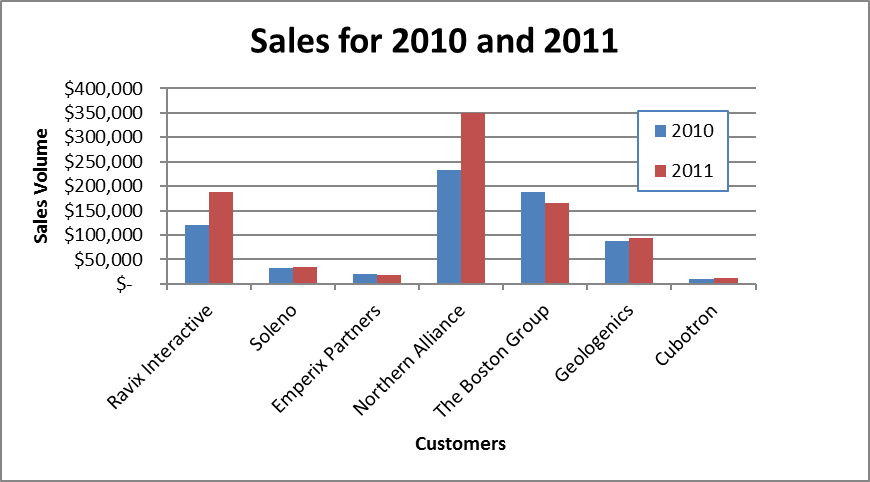 Sales for 2010 and 2011
$400,000
$350,000
$300,000
$250,000
$200,000
$150,000
$100,000
$50,000
$-
Sales Volume
2010
2011
Ravix Interactive
Soleno
Emperix Partners
Northern Alliance
The Boston Group
Geologenics
Cubotron
Customers